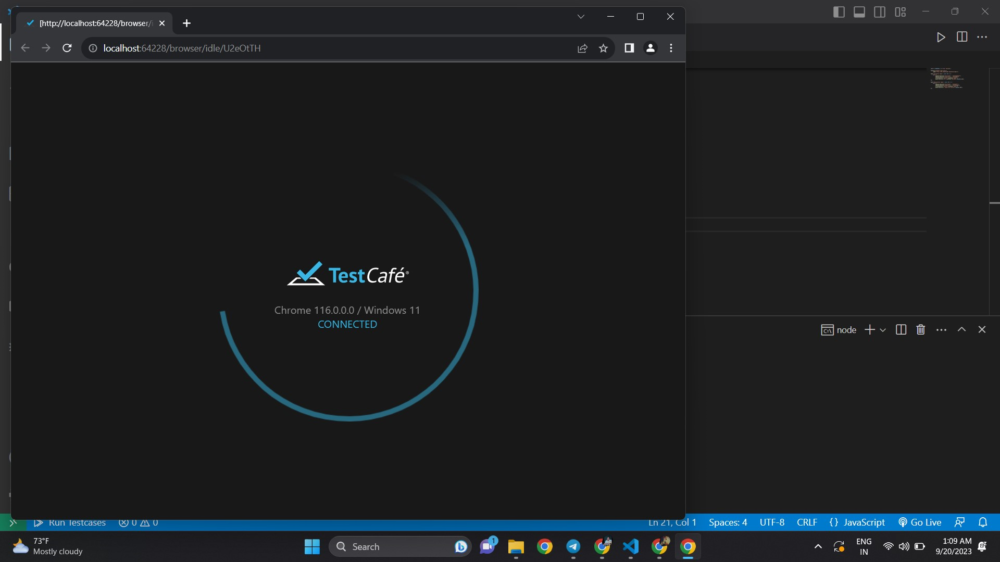 [http://localhost:64228/browser/i
localhost:64228/browser/idle/U2eOtTH
TestCafé®
Chrome 116.0.0.0 / Windows 11
CONNECTED
node
Run Testcases 0 0 Ln 21, Col 1 Spaces: 4 UTF-8 CRLF {} JavaScript Go Live
73°F
Mostly cloudy
Search
1
ENG
IN
1:09 AM
9/20/2023